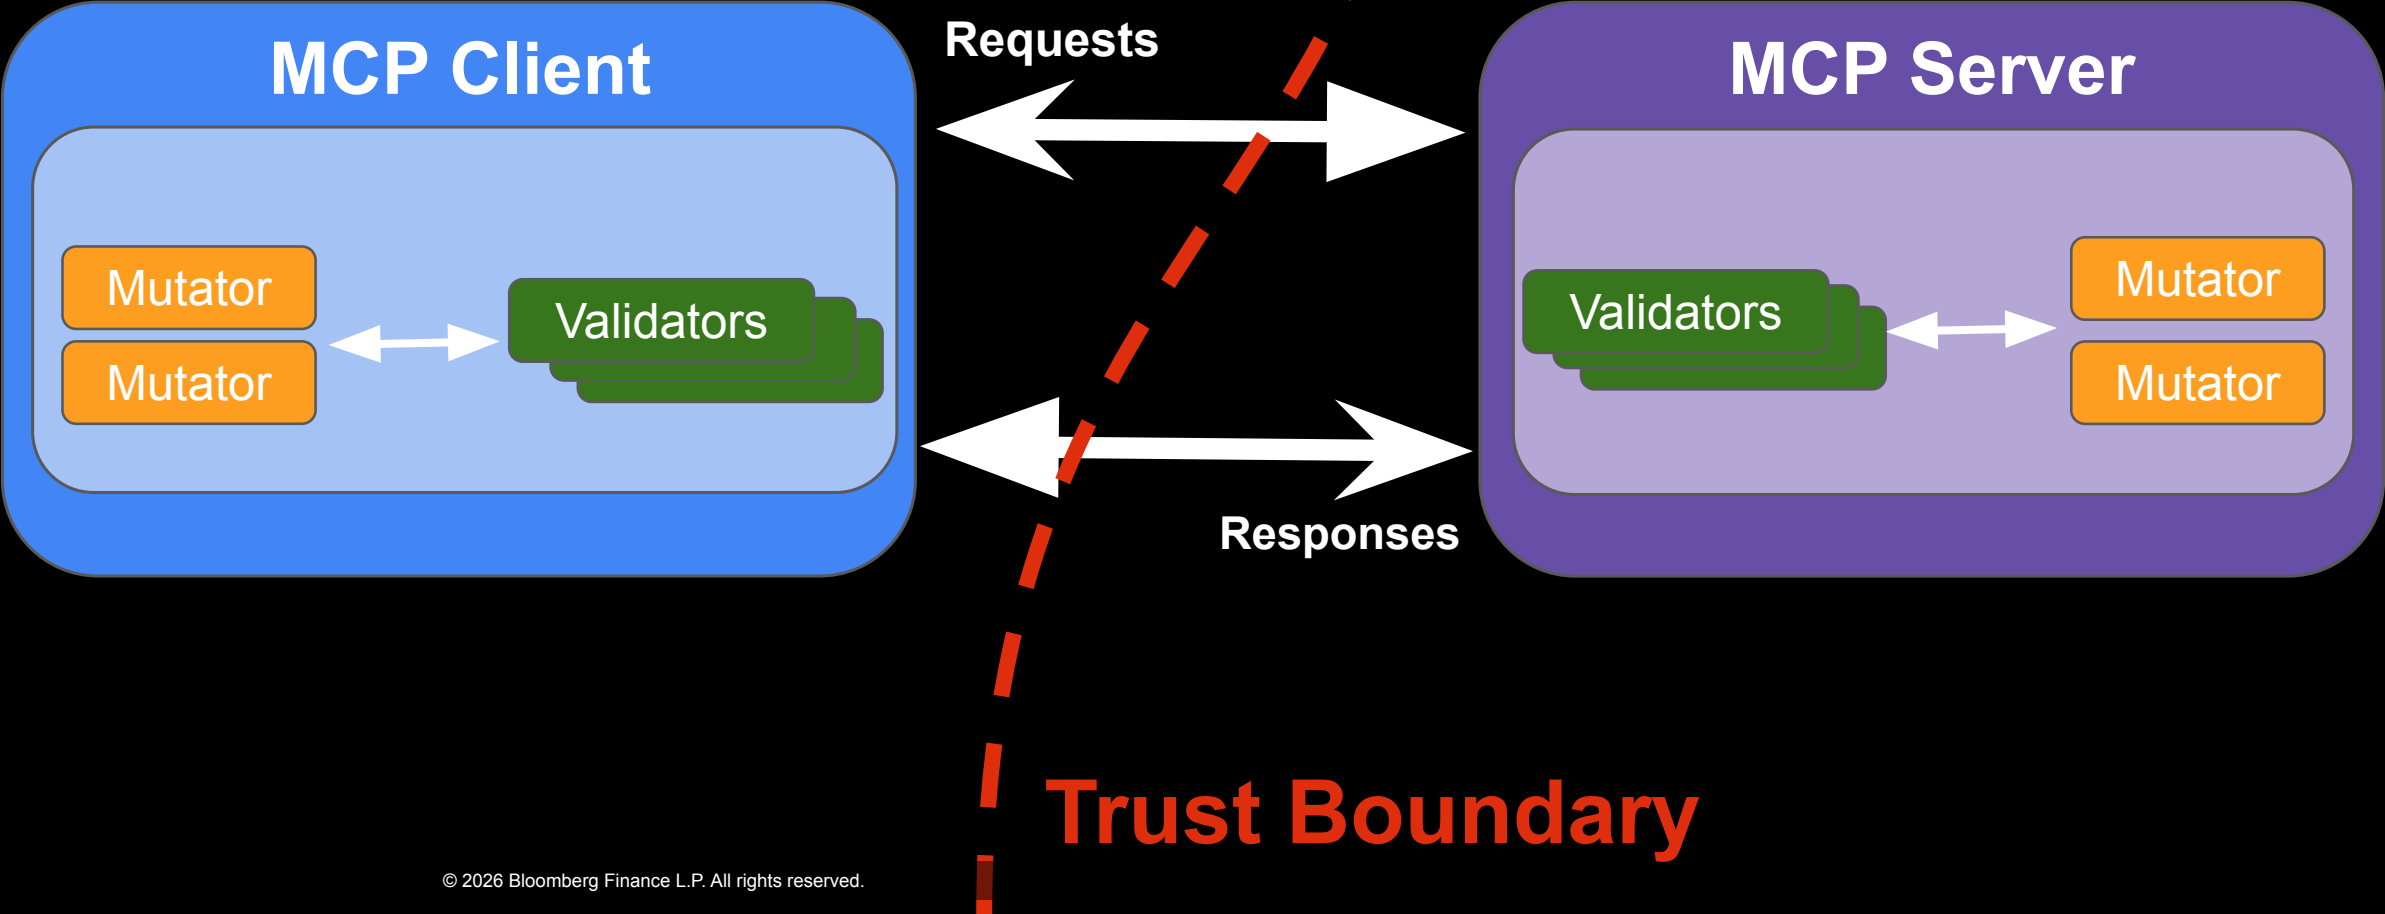 MCP Client
Requests
MCP Server
Mutator
Mutator
Validators
Validators
Mutator
Mutator
Responses
Trust Boundary
© 2026 Bloomberg Finance L.P. All rights reserved.